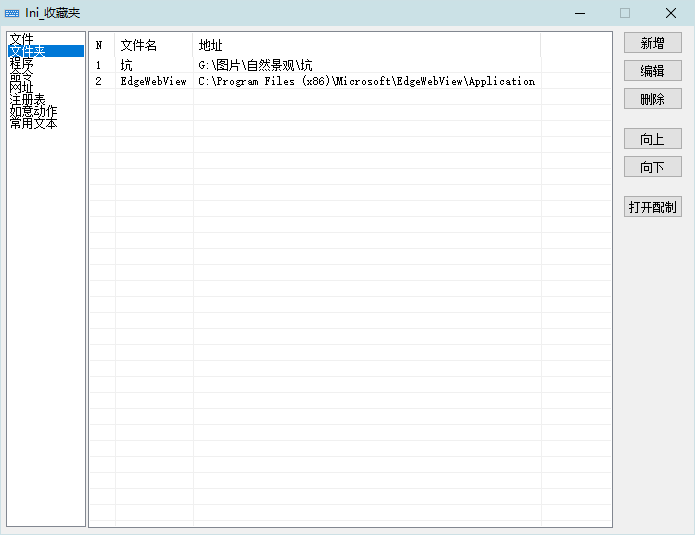 Ini_收藏夹
文件
文件夹
程序
命令
网址
注册表
如意动作
常用文本
N 文件名 地址
1 坑 G:\图片\自然景观\坑
2 EdgeWebView C:\Program Files (x86)\Microsoft\EdgeWebView\Application
新增
编辑
删除
向上
向下
打开配制